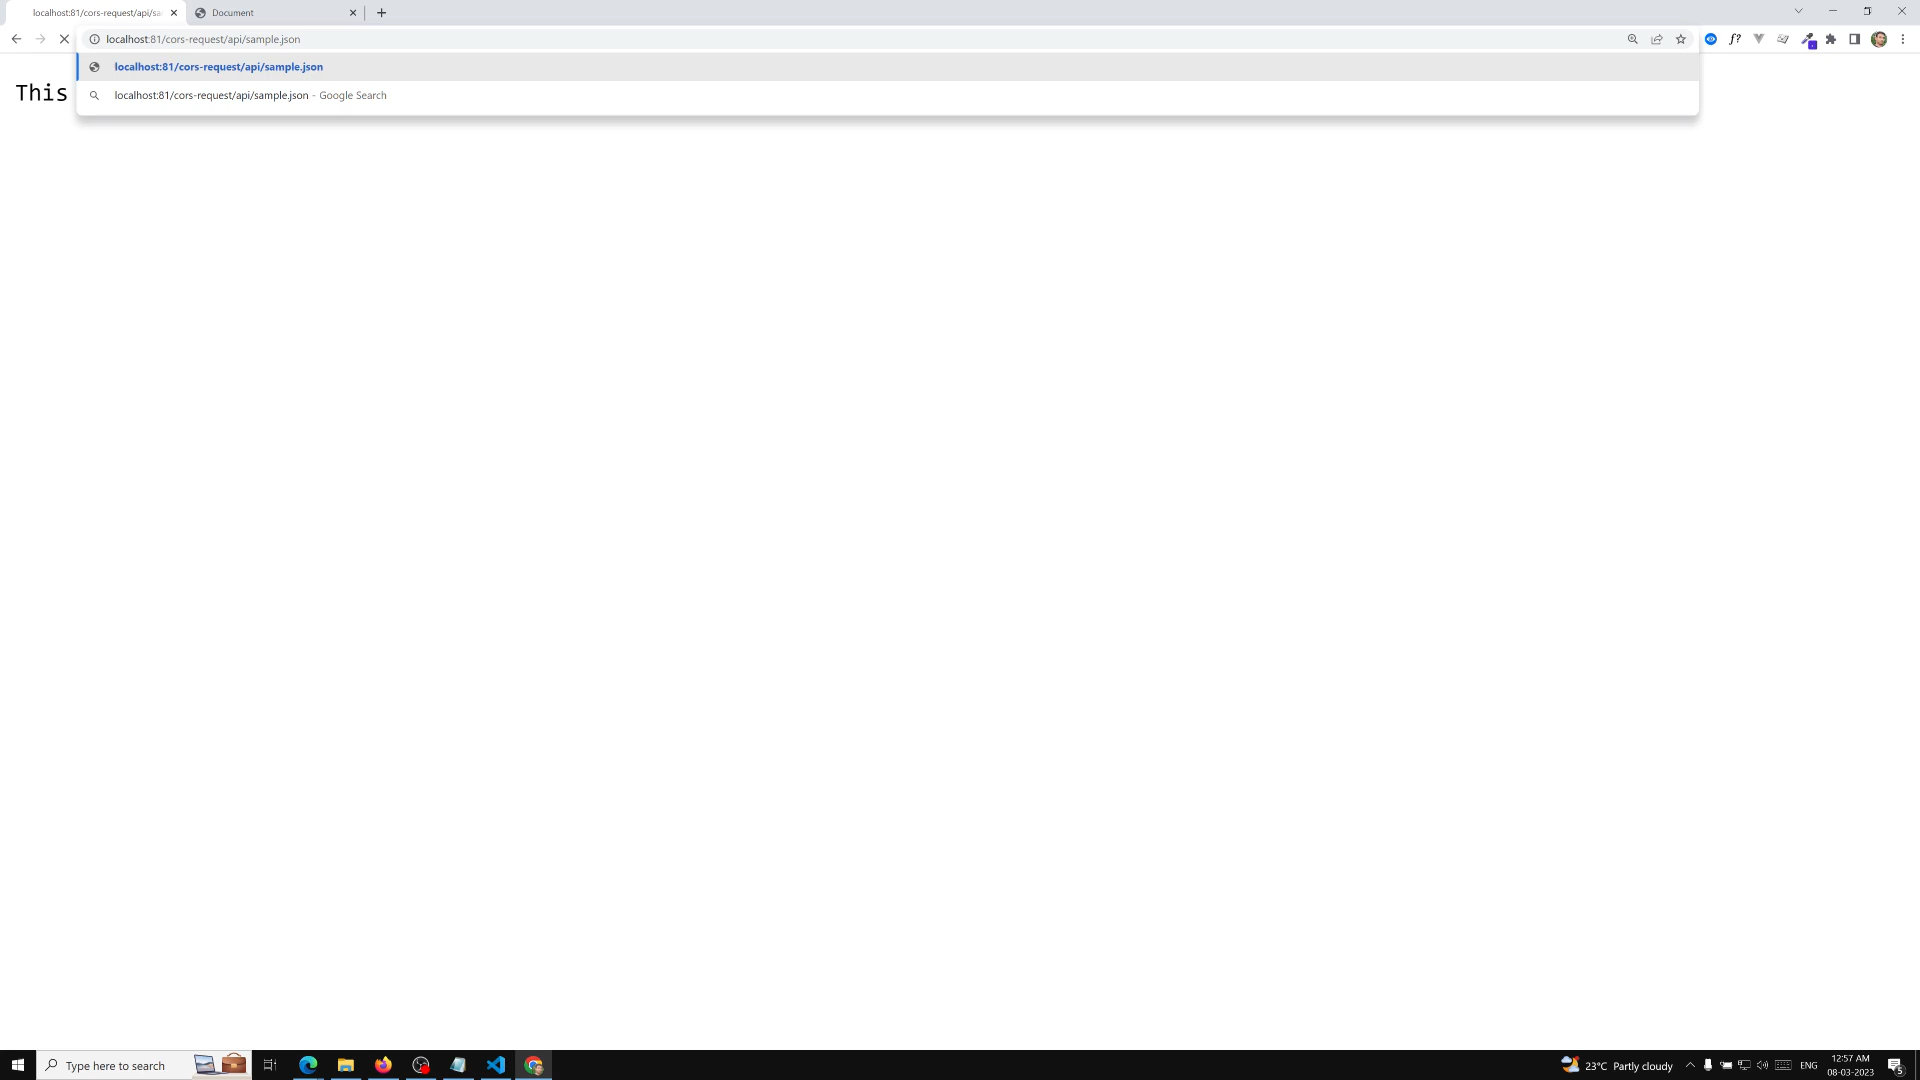 localhost:81/cors-request/api/sa
Document
localhost:81/cors-request/api/sample.json
f?
localhost:81/cors-request/api/sample.json
localhost:81/cors-request/api/sample.json - Google Search
This
Type here to search
23°C Partly cloudy
ENG
12:57 AM
08-03-2023
5